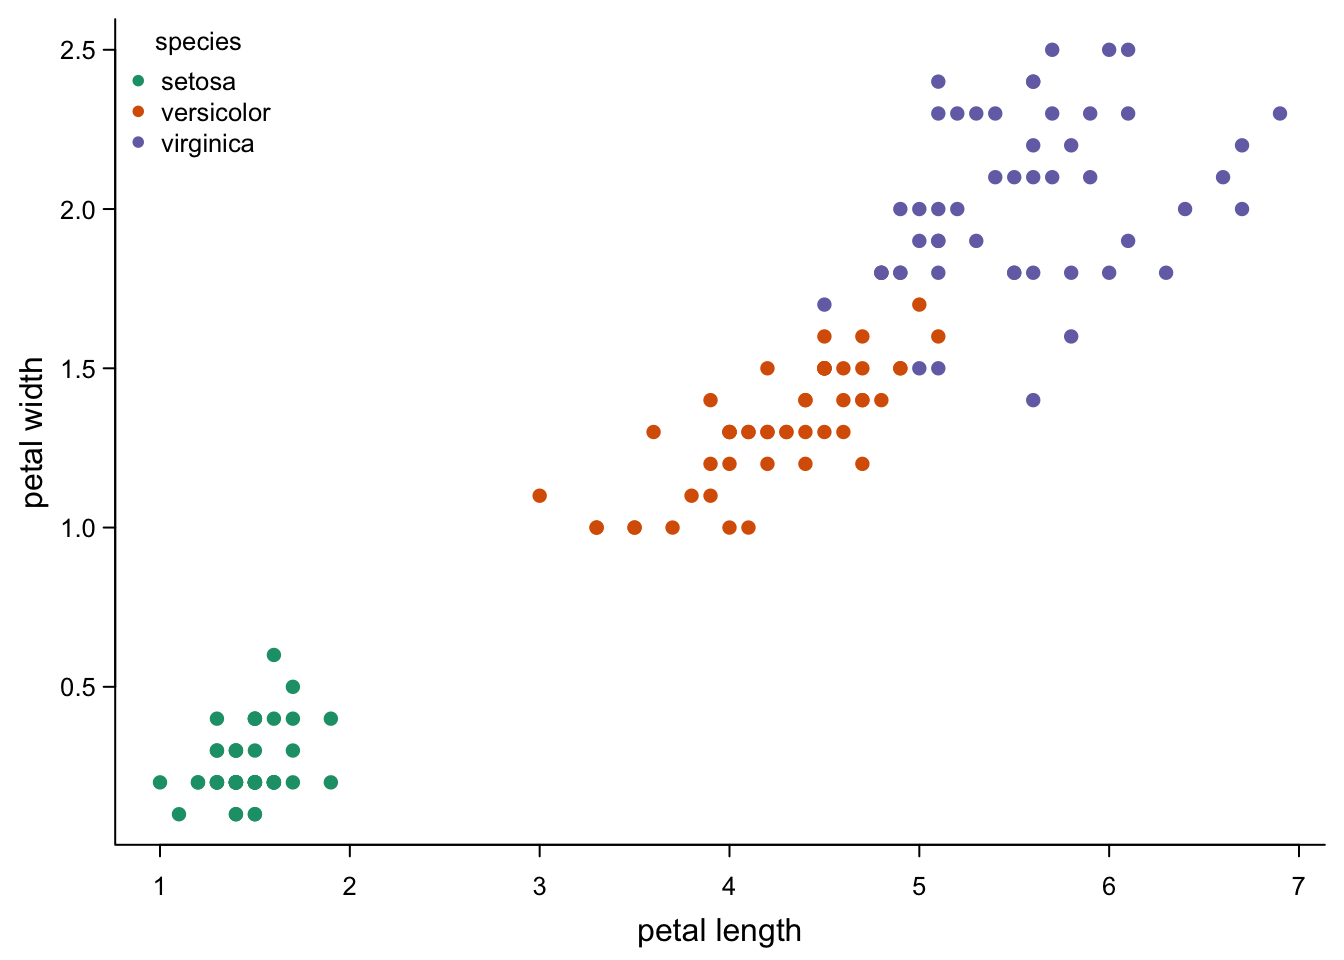 species
setosa
versicolor
virginica
petal width
2.5
2.0
1.5
1.0
0.5
1 2 3 4 5 6 7
petal length